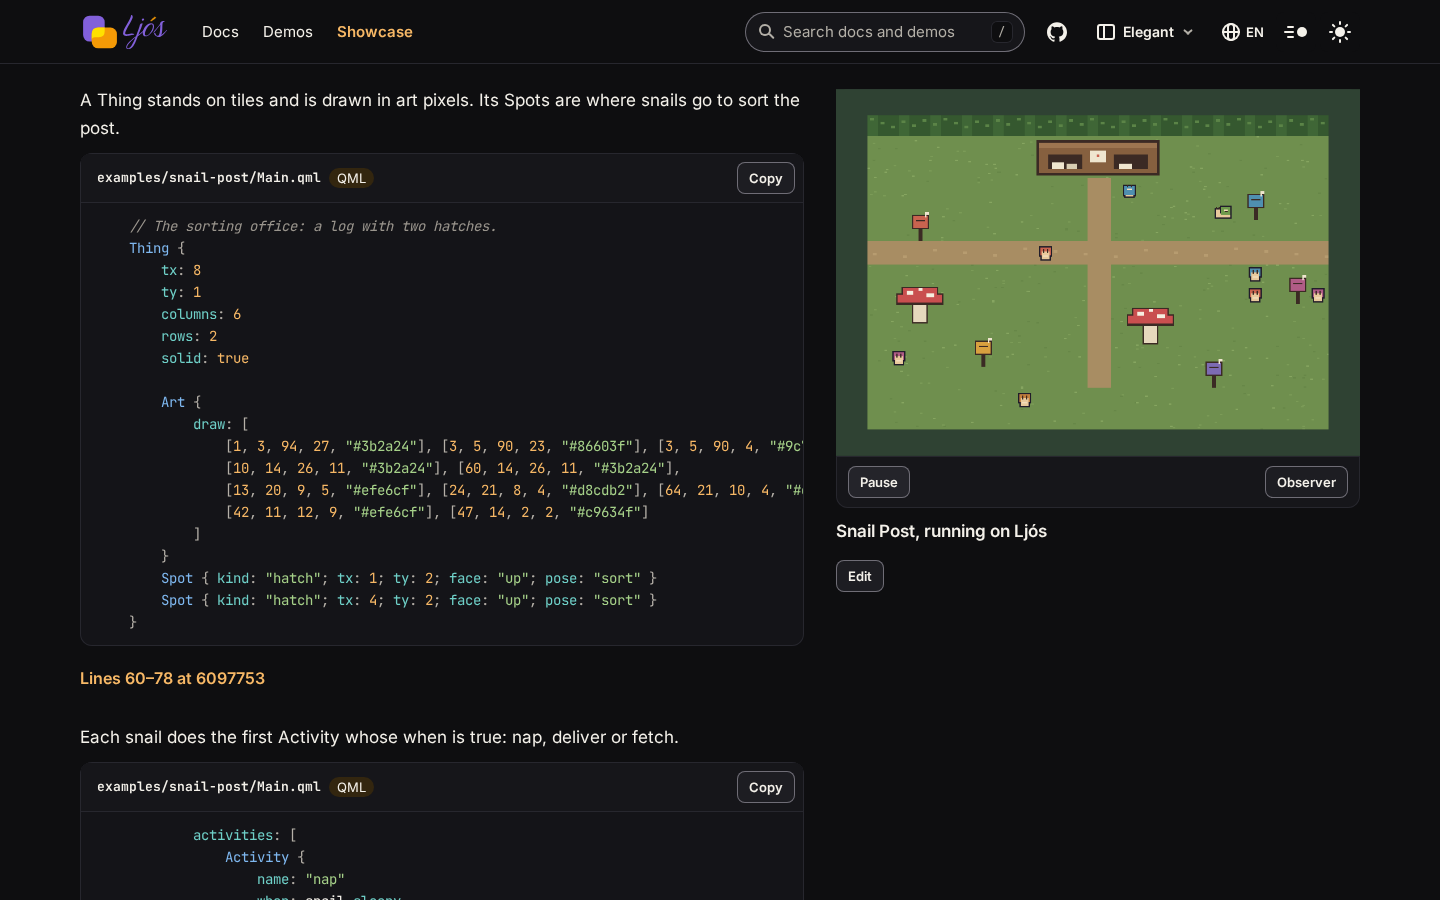 Ljós
Docs
Demos
Showcase
Search docs and demos
/
Elegant
EN
A Thing stands on tiles and is drawn in art pixels. Its Spots are where snails go to sort the
post.
examples/snail-post/Main.qml
QML
Copy
// The sorting office: a log with two hatches.
Thing {
tx: 8
ty: 1
columns: 6
rows: 2
solid: true
Art {
draw: [
[1, 3, 94, 27, "#3b2a24"], [3, 5, 90, 23, "#86603f"], [3, 5, 90, 4, "#9c
[10, 14, 26, 11, "#3b2a24"], [60, 14, 26, 11, "#3b2a24"],
[13, 20, 9, 5, "#efe6cf"], [24, 21, 8, 4, "#d8cdb2"], [64, 21, 10, 4, "#
[42, 11, 12, 9, "#efe6cf"], [47, 14, 2, 2, "#c9634f"]
]
}
Spot { kind: "hatch"; tx: 1; ty: 2; face: "up"; pose: "sort" }
Spot { kind: "hatch"; tx: 4; ty: 2; face: "up"; pose: "sort" }
}
Lines 60–78 at 6097753
Each snail does the first Activity whose when is true: nap, deliver or fetch.
examples/snail-post/Main.qml
QML
Copy
activities: [
Activity {
name: "nap"
Pause
Observer
Snail Post, running on Ljós
Edit